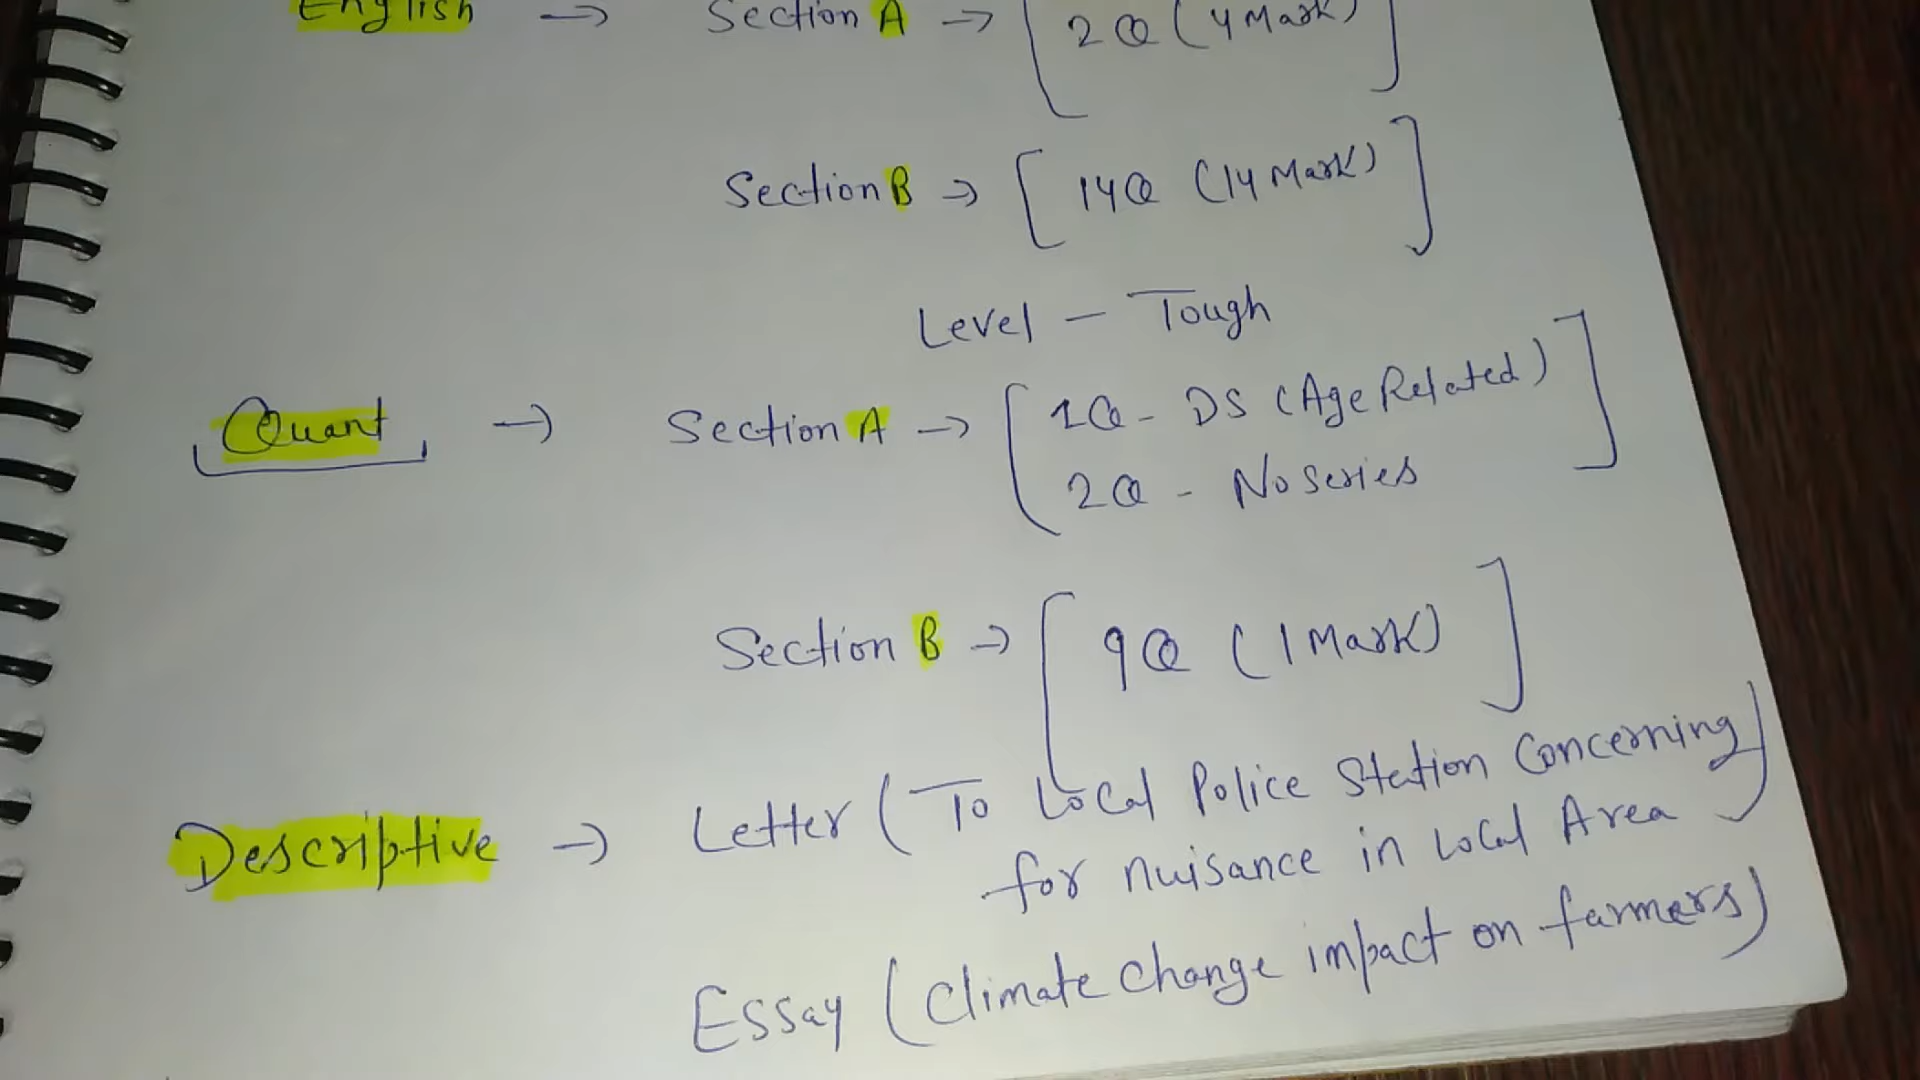 English → Section A → [2Q (4 Mark)]
Section B → [14Q (14 Mark)]
Level - Tough
Quant → Section A → [1Q - DS (Age Related)
2Q - No series]
Section B → [9Q (1 Mark)]
Descriptive → Letter (To Local Police Station Concerning
for nuisance in Local Area)
Essay (Climate Change impact on farmers)